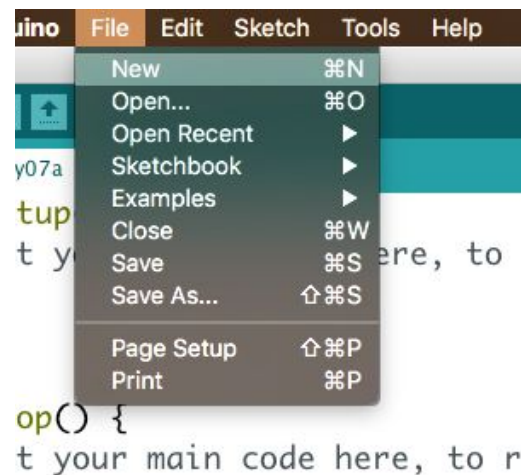 uino File Edit Sketch Tools Help
New ⌘N
Open... ⌘O
Open Recent ▶
y07a Sketchbook ▶
Examples ▶
tup Close ⌘W
t y ere, to
Save ⌘S
Save As... ⇧⌘S
Page Setup ⇧⌘P
Print ⌘P
op() {
t your main code here, to r